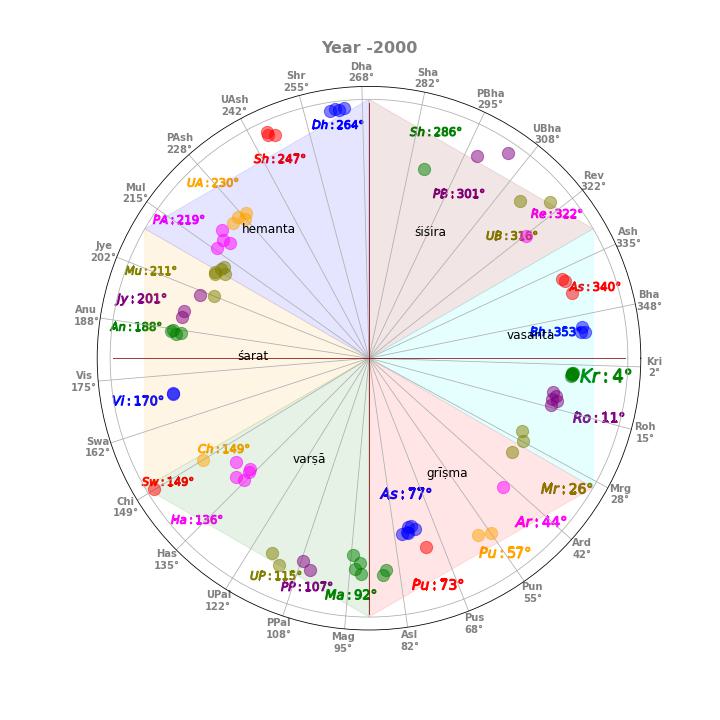 Year -2000
Dha
268°
Shr
255°
Sha
282°
UAsh
242°
PBha
295°
PAsh
228°
UBha
308°
Mul
215°
Rev
322°
Jye
202°
Ash
335°
Anu
188°
Bha
348°
Vis
175°
Kri
2°
Swa
162°
Roh
15°
Chi
149°
Mrg
28°
Has
135°
Ard
42°
UPal
122°
Pun
55°
PPal
108°
Pus
68°
Mag
95°
Asl
82°
Dh:264°
Sh:286°
Sh:247°
UA:230°
PB:301°
PA:219°
Re:322°
hemanta
śiśira
UB:316°
Mu:211°
As:340°
Jy:201°
An:188°
vasanta
Bh:353°
śarat
Kr:4°
Vi:170°
Ro:11°
Ch:149°
varṣā
grīṣma
Sw:149°
As:77°
Mr:26°
Ha:136°
Ar:44°
Pu:57°
UP:115°
PP:107°
Ma:92°
Pu:73°